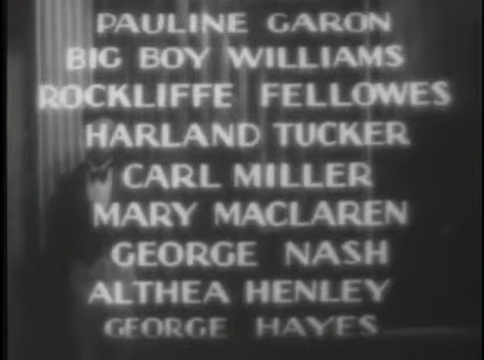 PAULINE GARON
BIG BOY WILLIAMS
ROCKLIFFE FELLOWES
HARLAND TUCKER
CARL MILLER
MARY MACLAREN
GEORGE NASH
ALTHEA HENLEY
GEORGE HAYES